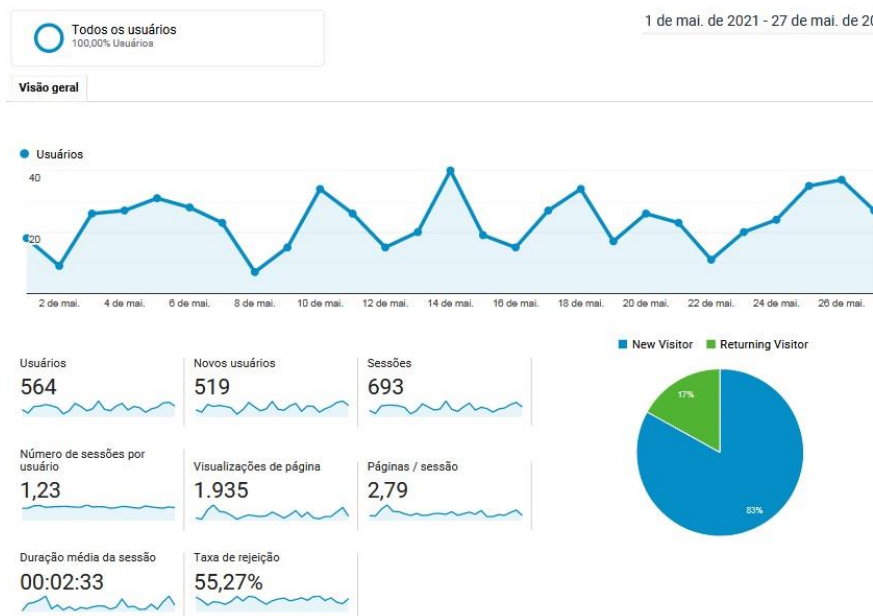 Todos os usuários
100,00% Usuários
1 de mai. de 2021 - 27 de mai. de 20
Visão geral
Usuários
40
20
2 de mai. 4 de mai. 6 de mai. 8 de mai. 10 de mai. 12 de mai. 14 de mai. 16 de mai. 18 de mai. 20 de mai. 22 de mai. 24 de mai. 26 de mai.
New Visitor Returning Visitor
Usuários
564
Novos usuários
519
Sessões
693
17%
83%
Número de sessões por
usuário
1,23
Visualizações de página
1.935
Páginas / sessão
2,79
Duração média da sessão
00:02:33
Taxa de rejeição
55,27%